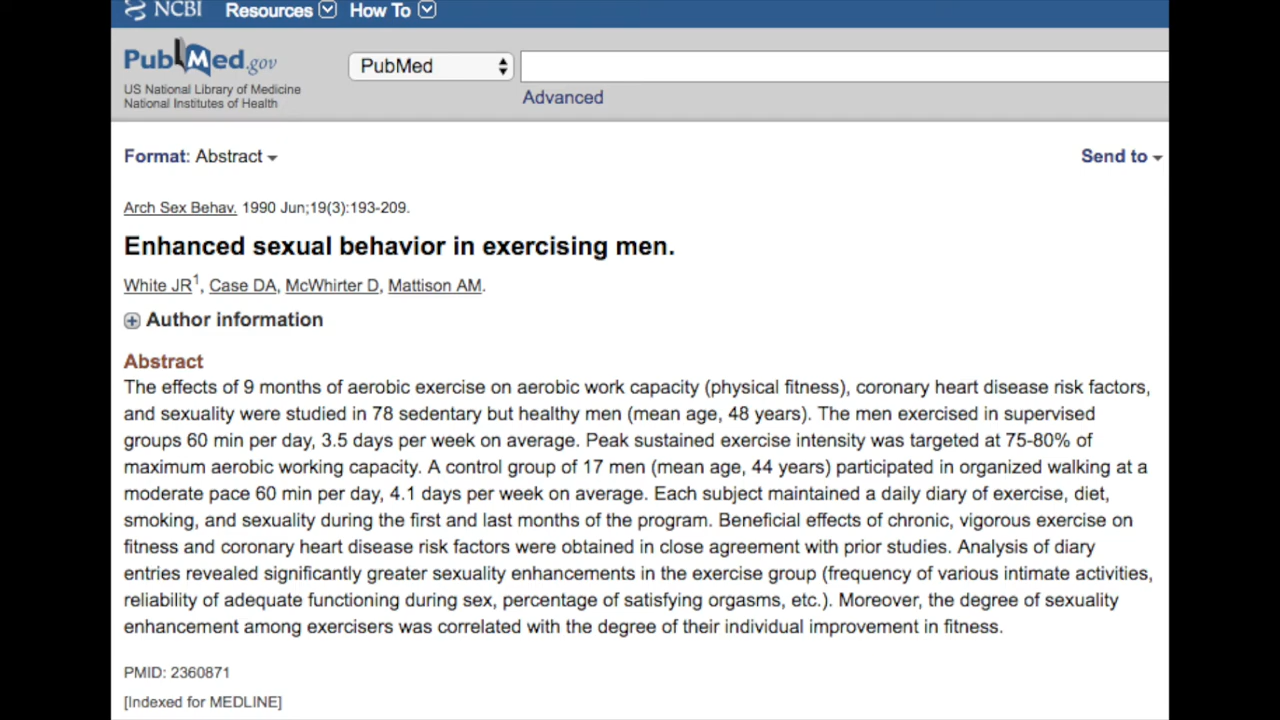 NCBI Resources How To
PubMed.gov
PubMed
US National Library of Medicine
National Institutes of Health
Advanced
Format: Abstract
Send to
Arch Sex Behav. 1990 Jun;19(3):193-209.
Enhanced sexual behavior in exercising men.
White JR1, Case DA, McWhirter D, Mattison AM.
Author information
Abstract
The effects of 9 months of aerobic exercise on aerobic work capacity (physical fitness), coronary heart disease risk factors,
and sexuality were studied in 78 sedentary but healthy men (mean age, 48 years). The men exercised in supervised
groups 60 min per day, 3.5 days per week on average. Peak sustained exercise intensity was targeted at 75-80% of
maximum aerobic working capacity. A control group of 17 men (mean age, 44 years) participated in organized walking at a
moderate pace 60 min per day, 4.1 days per week on average. Each subject maintained a daily diary of exercise, diet,
smoking, and sexuality during the first and last months of the program. Beneficial effects of chronic, vigorous exercise on
fitness and coronary heart disease risk factors were obtained in close agreement with prior studies. Analysis of diary
entries revealed significantly greater sexuality enhancements in the exercise group (frequency of various intimate activities,
reliability of adequate functioning during sex, percentage of satisfying orgasms, etc.). Moreover, the degree of sexuality
enhancement among exercisers was correlated with the degree of their individual improvement in fitness.
PMID: 2360871
[Indexed for MEDLINE]